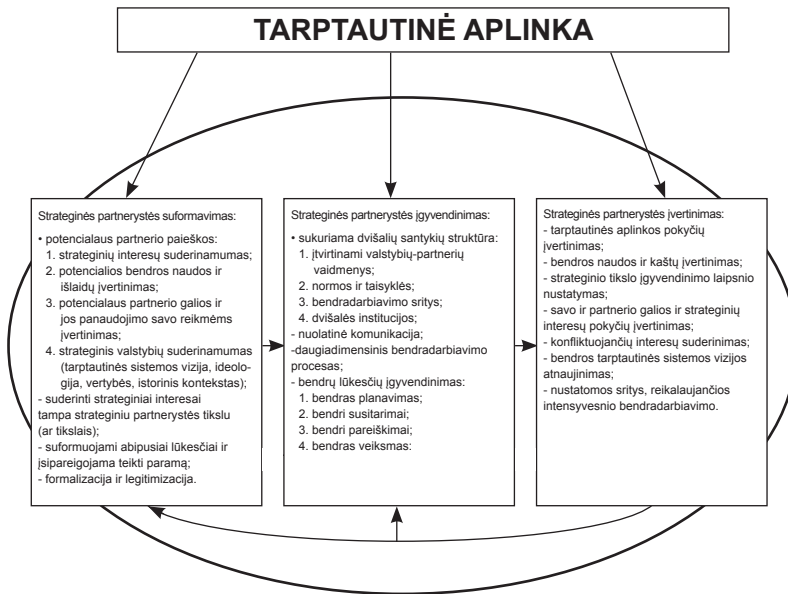 TARPTAUTINĖ APLINKA
Strateginės partnerystės suformavimas:
• potencialaus partnerio paieškos:
1. strateginių interesų suderinamumas;
2. potencialios bendros naudos ir
išlaidų įvertinimas;
3. potencialaus partnerio galios ir
jos panaudojimo savo reikmėms
įvertinimas;
4. strateginis valstybių suderinamumas
(tarptautinės sistemos vizija, ideolo-
gija, vertybės, istorinis kontekstas);
- suderinti strateginiai interesai
tampa strateginiu partnerystės tikslu
(ar tikslais);
- suformuojami abipusiai lūkesčiai ir
įsipareigojama teikti paramą;
- formalizacija ir legitimizacija.
Strateginės partnerystės įgyvendinimas:
• sukuriama dvišalių santykių struktūra:
1. įtvirtinami valstybių-partnerių
vaidmenys;
2. normos ir taisyklės;
3. bendradarbiavimo sritys;
4. dvišalės institucijos;
- nuolatinė komunikacija;
-daugiadimensinis bendradarbiavimo
procesas;
- bendrų lūkesčių įgyvendinimas:
1. bendras planavimas;
2. bendri susitarimai;
3. bendri pareiškimai;
4. bendras veiksmas:
Strateginės partnerystės įvertinimas:
- tarptautinės aplinkos pokyčių
įvertinimas;
- bendros naudos ir kaštų įvertinimas;
- strateginio tikslo įgyvendinimo laipsnio
nustatymas;
- savo ir partnerio galios ir strateginių
interesų pokyčių įvertinimas;
- konfliktuojančių interesų suderinimas;
- bendros tarptautinės sistemos vizijos
atnaujinimas;
- nustatomos sritys, reikalaujančios
intensyvesnio bendradarbiavimo.